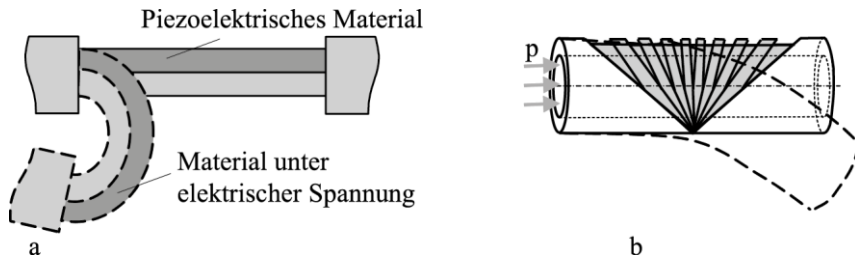 Piezoelektrisches Material
p
Material unter
elektrischer Spannung
a
b